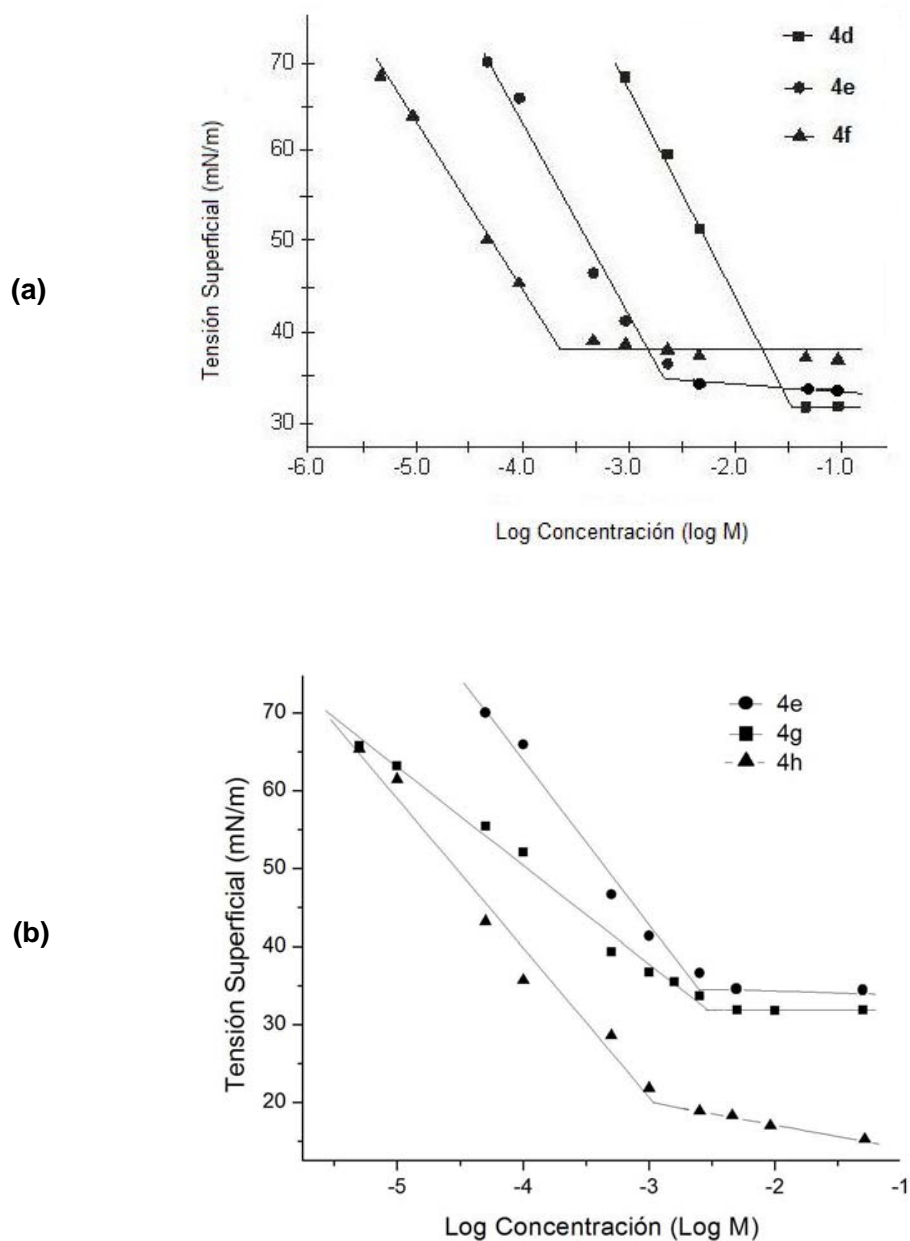 (a)
Tensión Superficial (mN/m)
70
60
50
40
30
4d
4e
4f
-6.0 -5.0 -4.0 -3.0 -2.0 -1.0
Log Concentración (log M)
(b)
Tensión Superficial (mN/m)
70
60
50
40
30
20
4e
4g
4h
-5 -4 -3 -2 -1
Log Concentración (Log M)